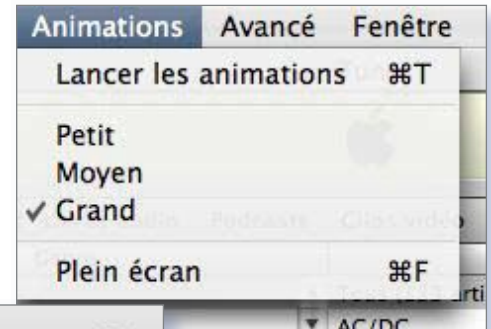 Animations Avancé Fenêtre
Lancer les animations ⌘T
Petit
Moyen
✓ Grand
Plein écran ⌘F
AC/DC